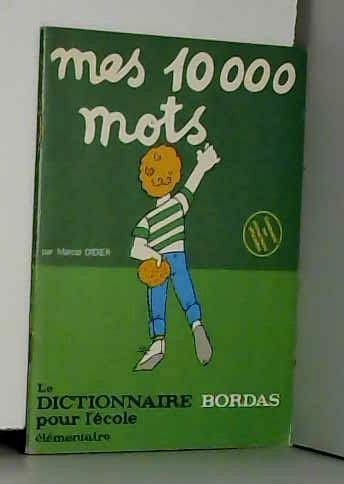 mes 10 000
mots
par Marcel DIDIER
Le
DICTIONNAIRE BORDAS
pour l'école
élémentaire